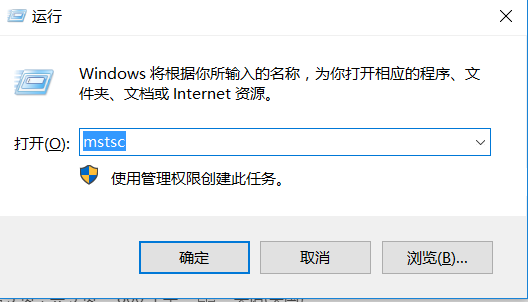 运行
Windows 将根据你所输入的名称，为你打开相应的程序、文
件夹、文档或 Internet 资源。
打开(O): mstsc
使用管理权限创建此任务。
确定 取消 浏览(B)...